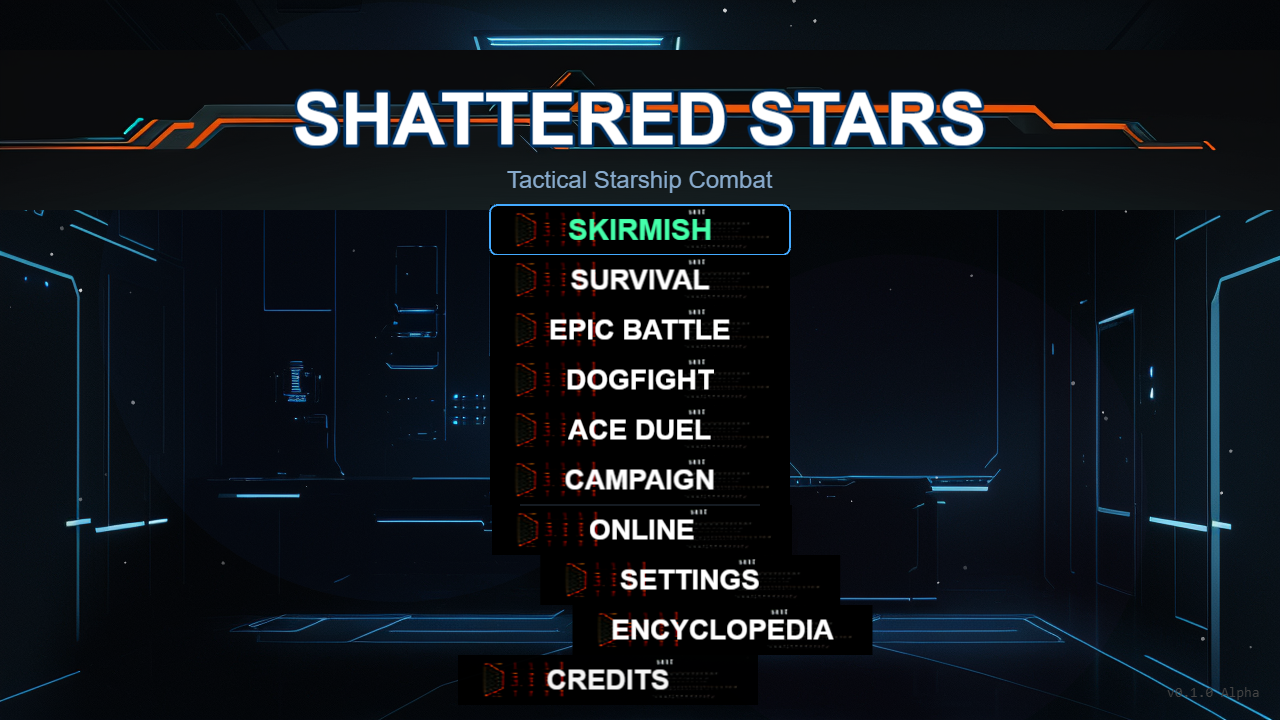 SHATTERED STARS
Tactical Starship Combat
SKIRMISH
SURVIVAL
EPIC BATTLE
DOGFIGHT
ACE DUEL
CAMPAIGN
ONLINE
SETTINGS
ENCYCLOPEDIA
CREDITS
v0.1.0 Alpha